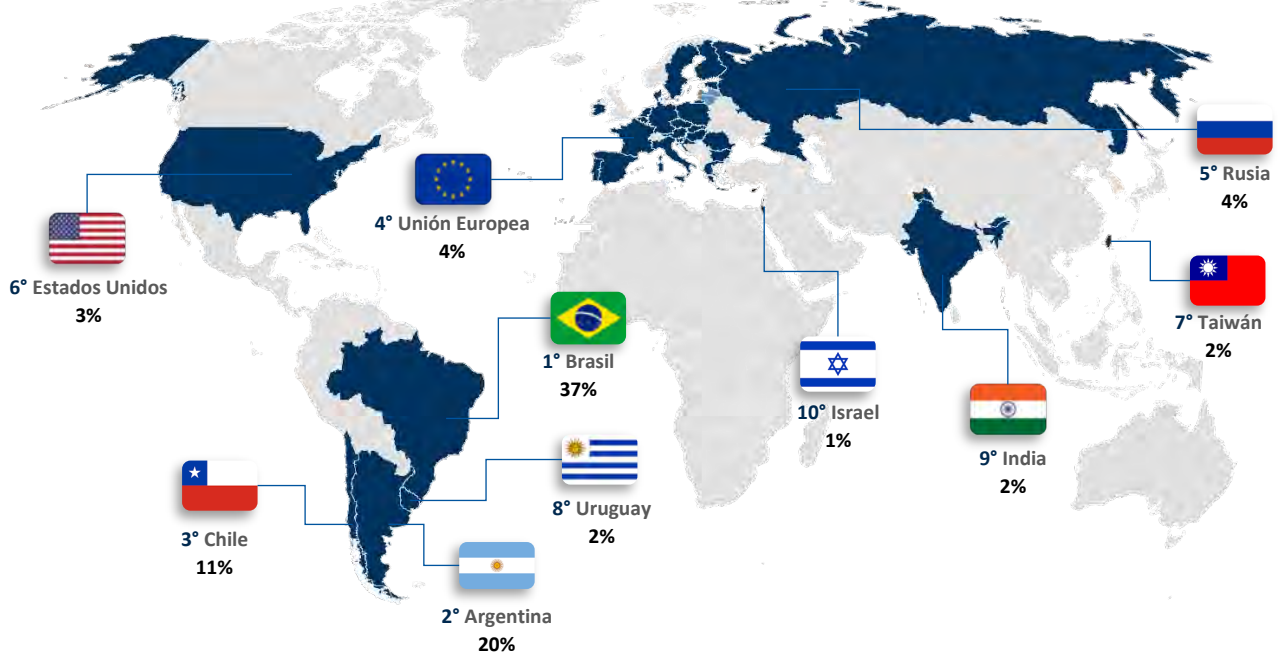 5° Rusia
4%
4° Unión Europea
4%
6° Estados Unidos
3%
7° Taiwán
2%
1° Brasil
37%
10° Israel
1%
9° India
2%
8° Uruguay
2%
3° Chile
11%
2° Argentina
20%